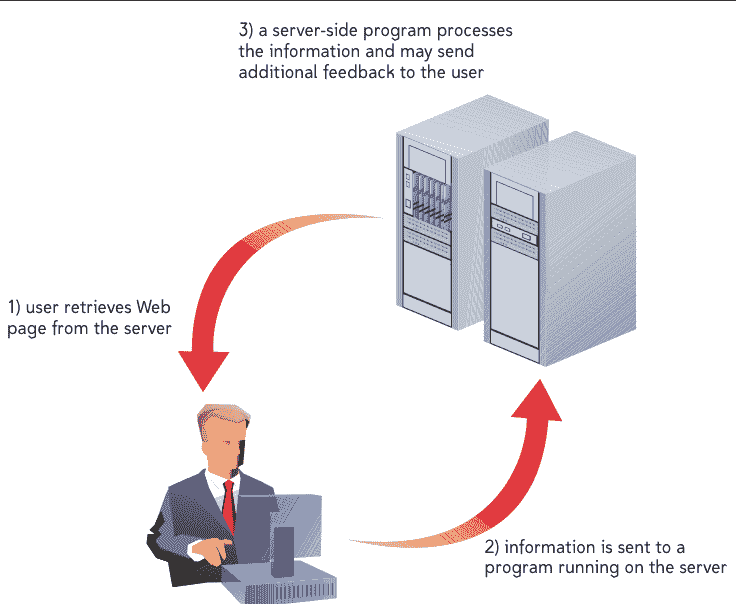 3) a server-side program processes
the information and may send
additional feedback to the user
1) user retrieves Web
page from the server
2) information is sent to a
program running on the server